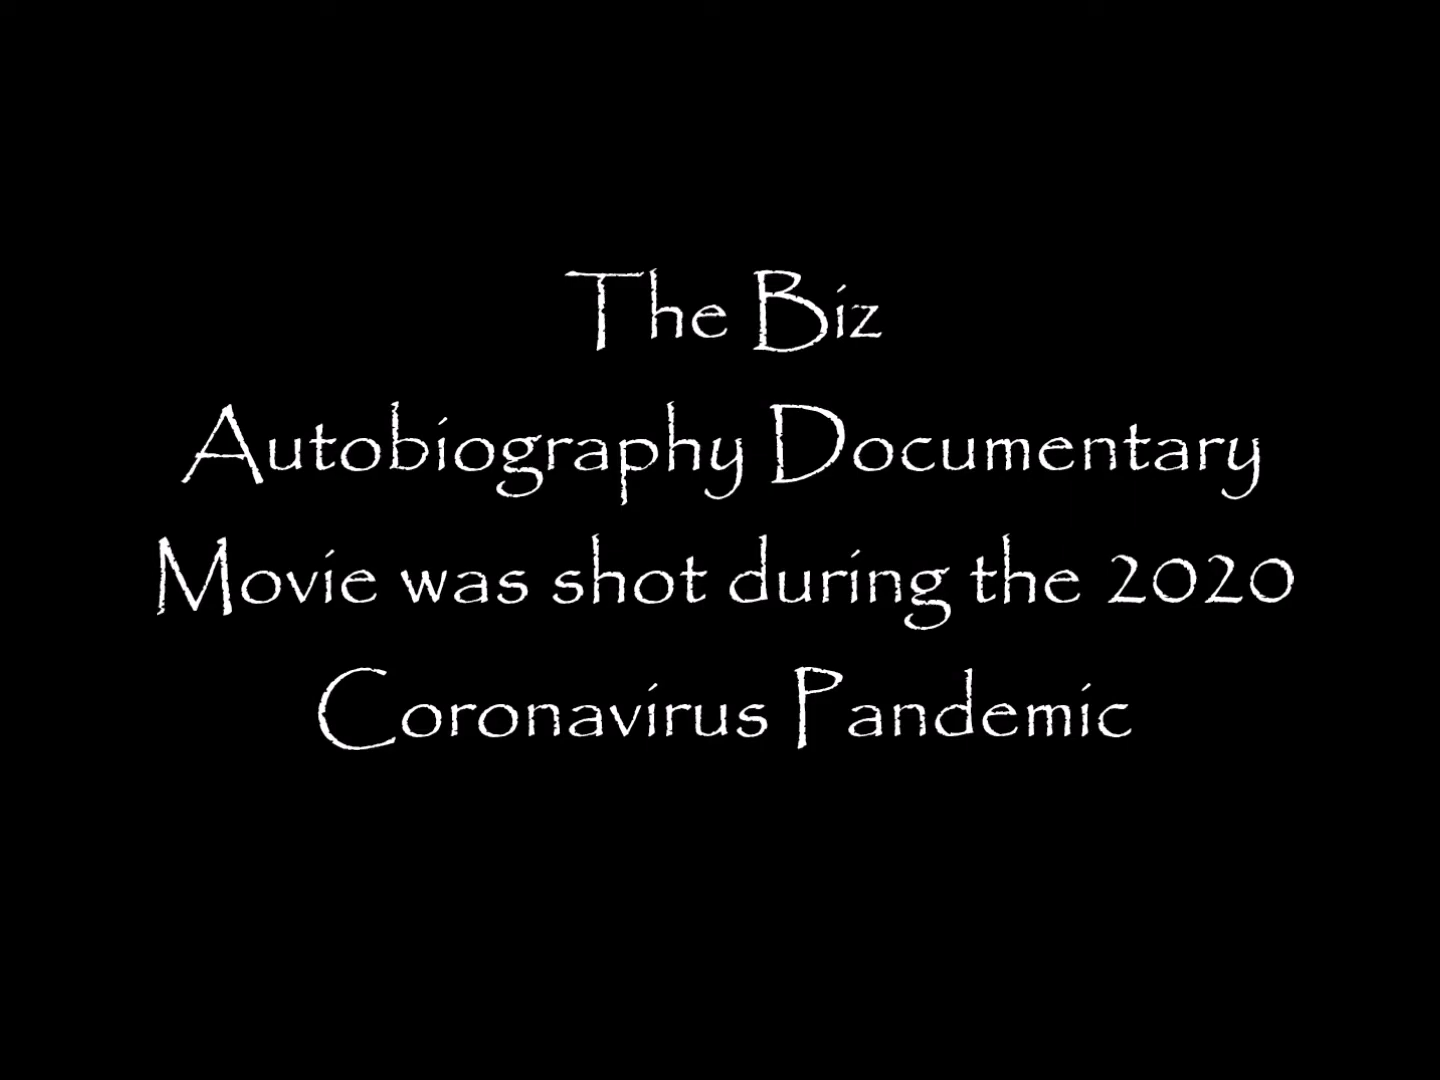 The Biz
Autobiography Documentary
Movie was shot during the 2020
Coronavirus Pandemic